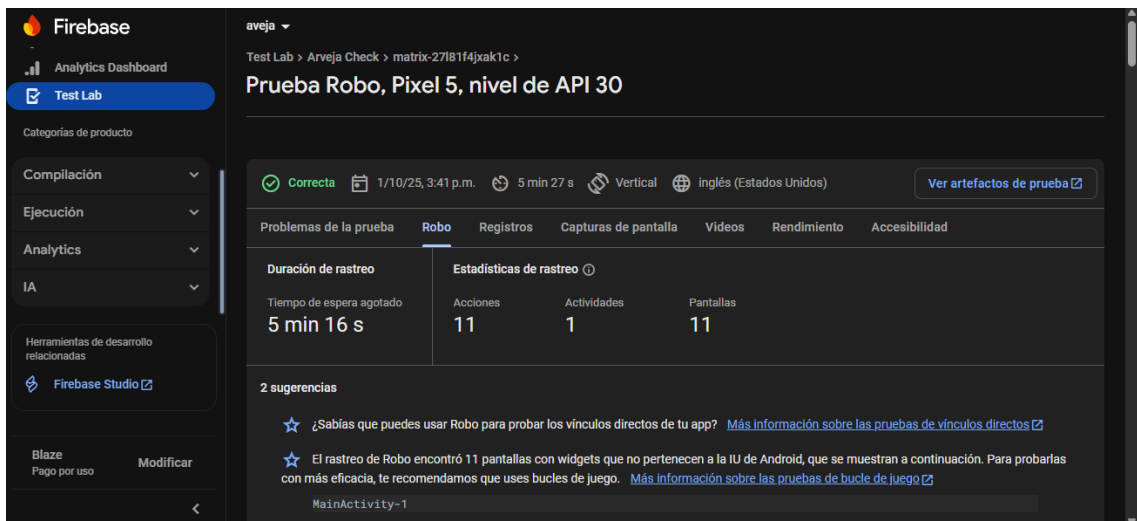 Firebase
Analytics Dashboard
Test Lab
Categorías de producto
Compilación
Ejecución
Analytics
IA
Herramientas de desarrollo
relacionadas
Firebase Studio
Blaze
Pago por uso
Modificar
aveja
Test Lab > Arveja Check > matrix-27l81f4jxak1c >
Prueba Robo, Pixel 5, nivel de API 30
Correcta 1/10/25, 3:41 p.m. 5 min 27 s Vertical inglés (Estados Unidos) Ver artefactos de prueba
Problemas de la prueba Robo Registros Capturas de pantalla Videos Rendimiento Accesibilidad
Duración de rastreo
Tiempo de espera agotado
5 min 16 s
Estadísticas de rastreo
Acciones Actividades Pantallas
11 1 11
2 sugerencias
¿Sabías que puedes usar Robo para probar los vínculos directos de tu app? Más información sobre las pruebas de vínculos directos
El rastreo de Robo encontró 11 pantallas con widgets que no pertenecen a la IU de Android, que se muestran a continuación. Para probarlas
con más eficacia, te recomendamos que uses bucles de juego. Más información sobre las pruebas de bucle de juego
MainActivity-1